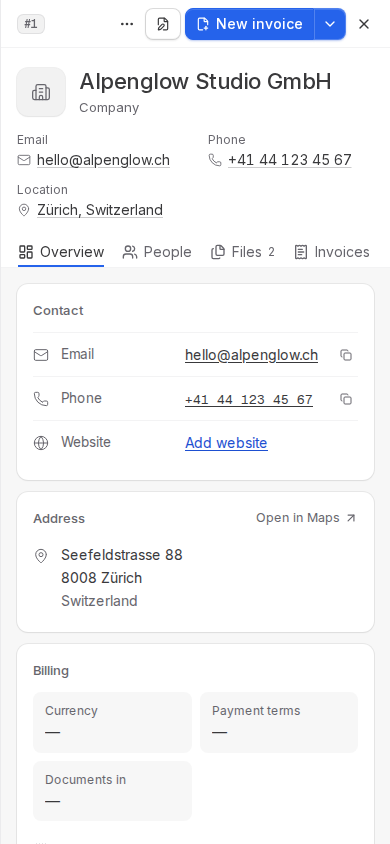 #1
New invoice
Alpenglow Studio GmbH
Company
Email
Phone
hello@alpenglow.ch
+41 44 123 45 67
Location
Zürich, Switzerland
Overview People Files 2 Invoices
Contact
Email hello@alpenglow.ch
Phone +41 44 123 45 67
Website Add website
Address Open in Maps
Seefeldstrasse 88
8008 Zürich
Switzerland
Billing
Currency
—
Payment terms
—
Documents in
—